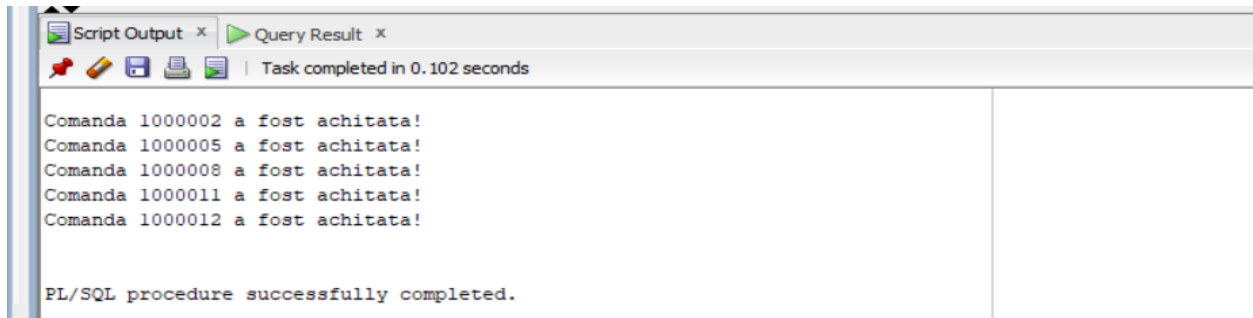 Script Output x Query Result x
Task completed in 0.102 seconds
Comanda 1000002 a fost achitata!
Comanda 1000005 a fost achitata!
Comanda 1000008 a fost achitata!
Comanda 1000011 a fost achitata!
Comanda 1000012 a fost achitata!
PL/SQL procedure successfully completed.